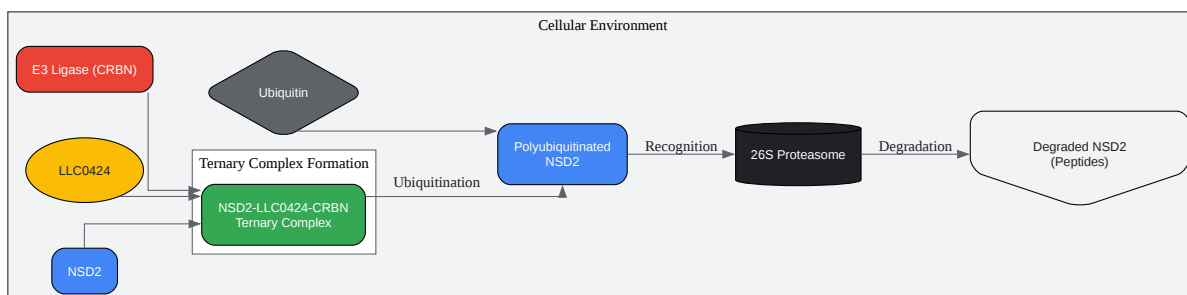 Cellular Environment
E3 Ligase (CRBN)
Ubiquitin
LLC0424
Ternary Complex Formation
NSD2-LLC0424-CRBN
Ternary Complex
NSD2
Ubiquitination
Polyubiquitinated
NSD2
Recognition
26S Proteasome
Degradation
Degraded NSD2
(Peptides)